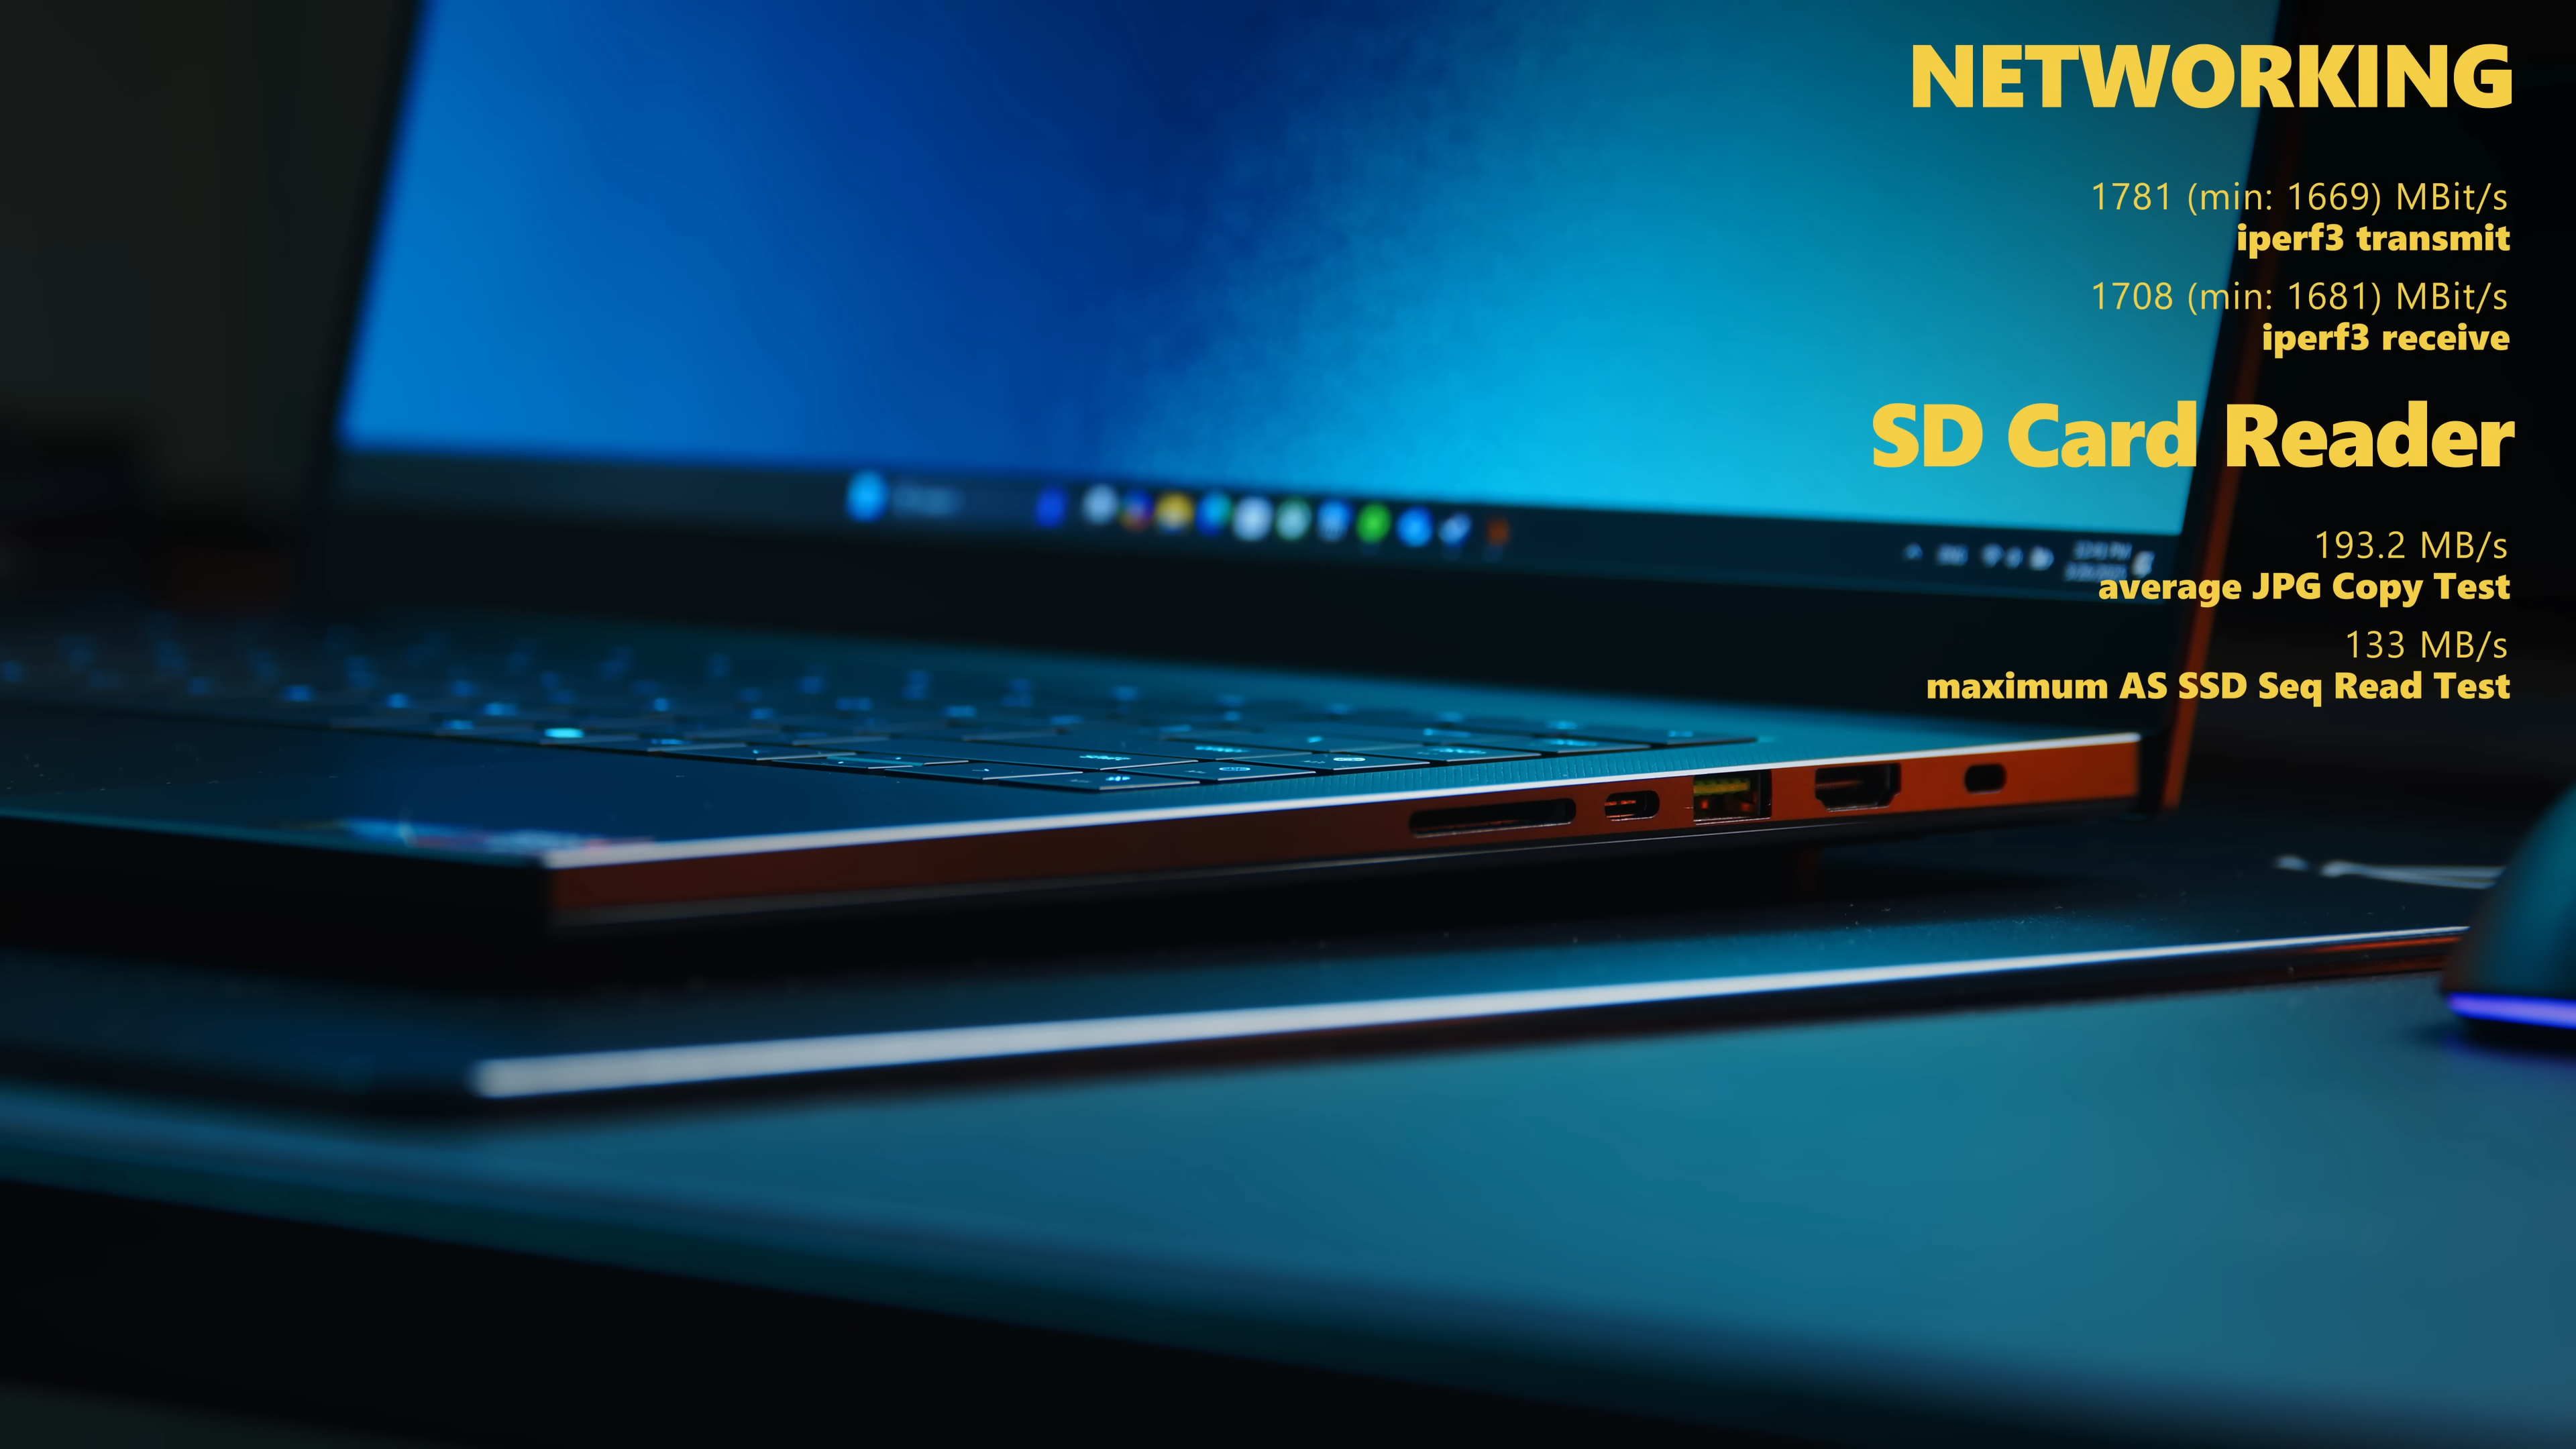 NETWORKING
1781 (min: 1669) MBit/s
iperf3 transmit
1708 (min: 1681) MBit/s
iperf3 receive
SD Card Reader
193.2 MB/s
average JPG Copy Test
133 MB/s
maximum AS SSD Seq Read Test